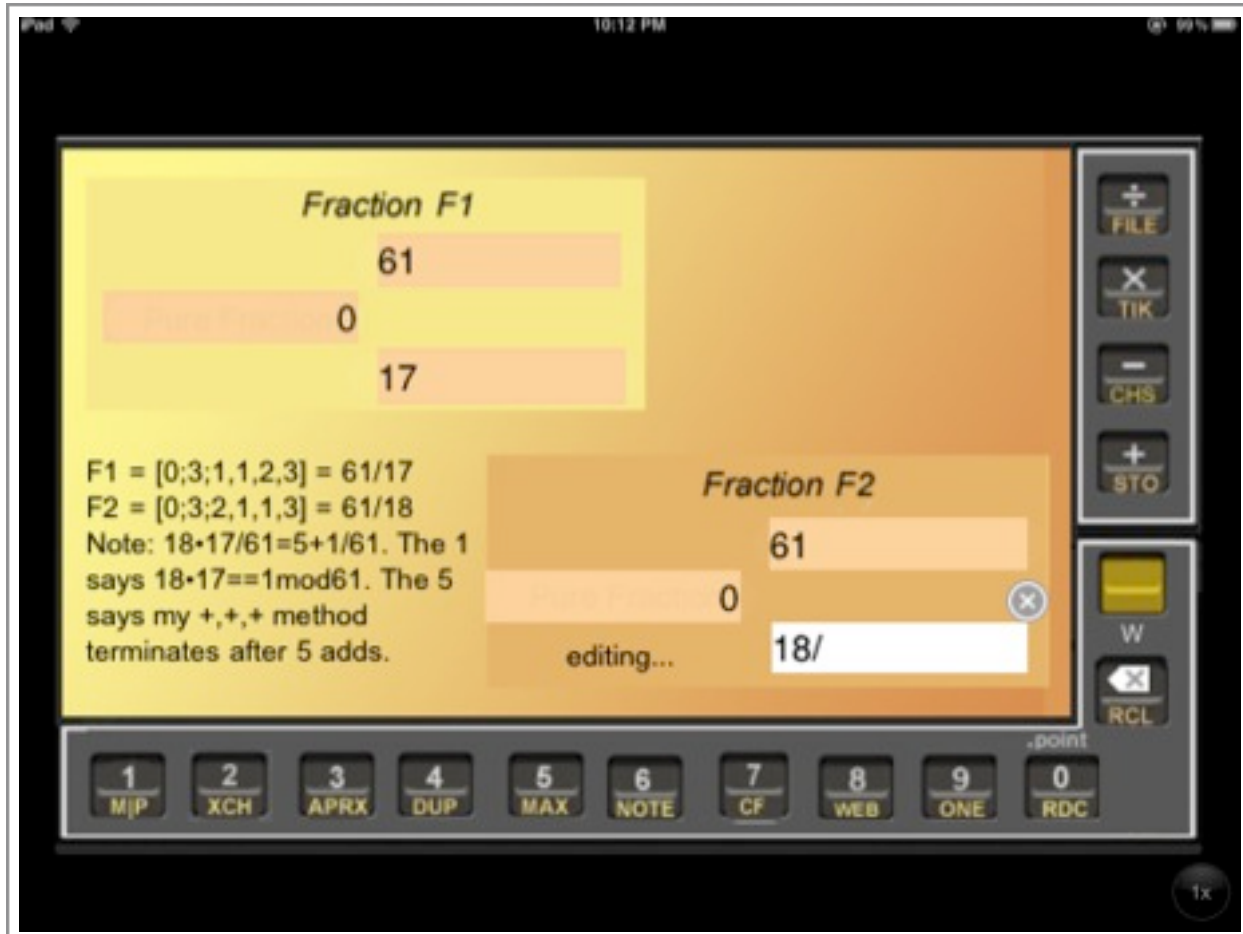 iPad 10:12 PM 99%
Fraction F1
61
Pure Fraction 0
17
F1 = [0;3;1,1,2,3] = 61/17
F2 = [0;3;2,1,1,3] = 61/18
Note: 18•17/61=5+1/61. The 1
says 18•17==1mod61. The 5
says my +,+,+ method
terminates after 5 adds.
Fraction F2
61
Pure Fraction 0
18/
editing...
÷
FILE
×
TIK
−
CHS
+
STO
W
RCL
.point
1 2 3 4 5 6 7 8 9 0
M|P XCH APRX DUP MAX NOTE CF WEB ONE RDC
1x